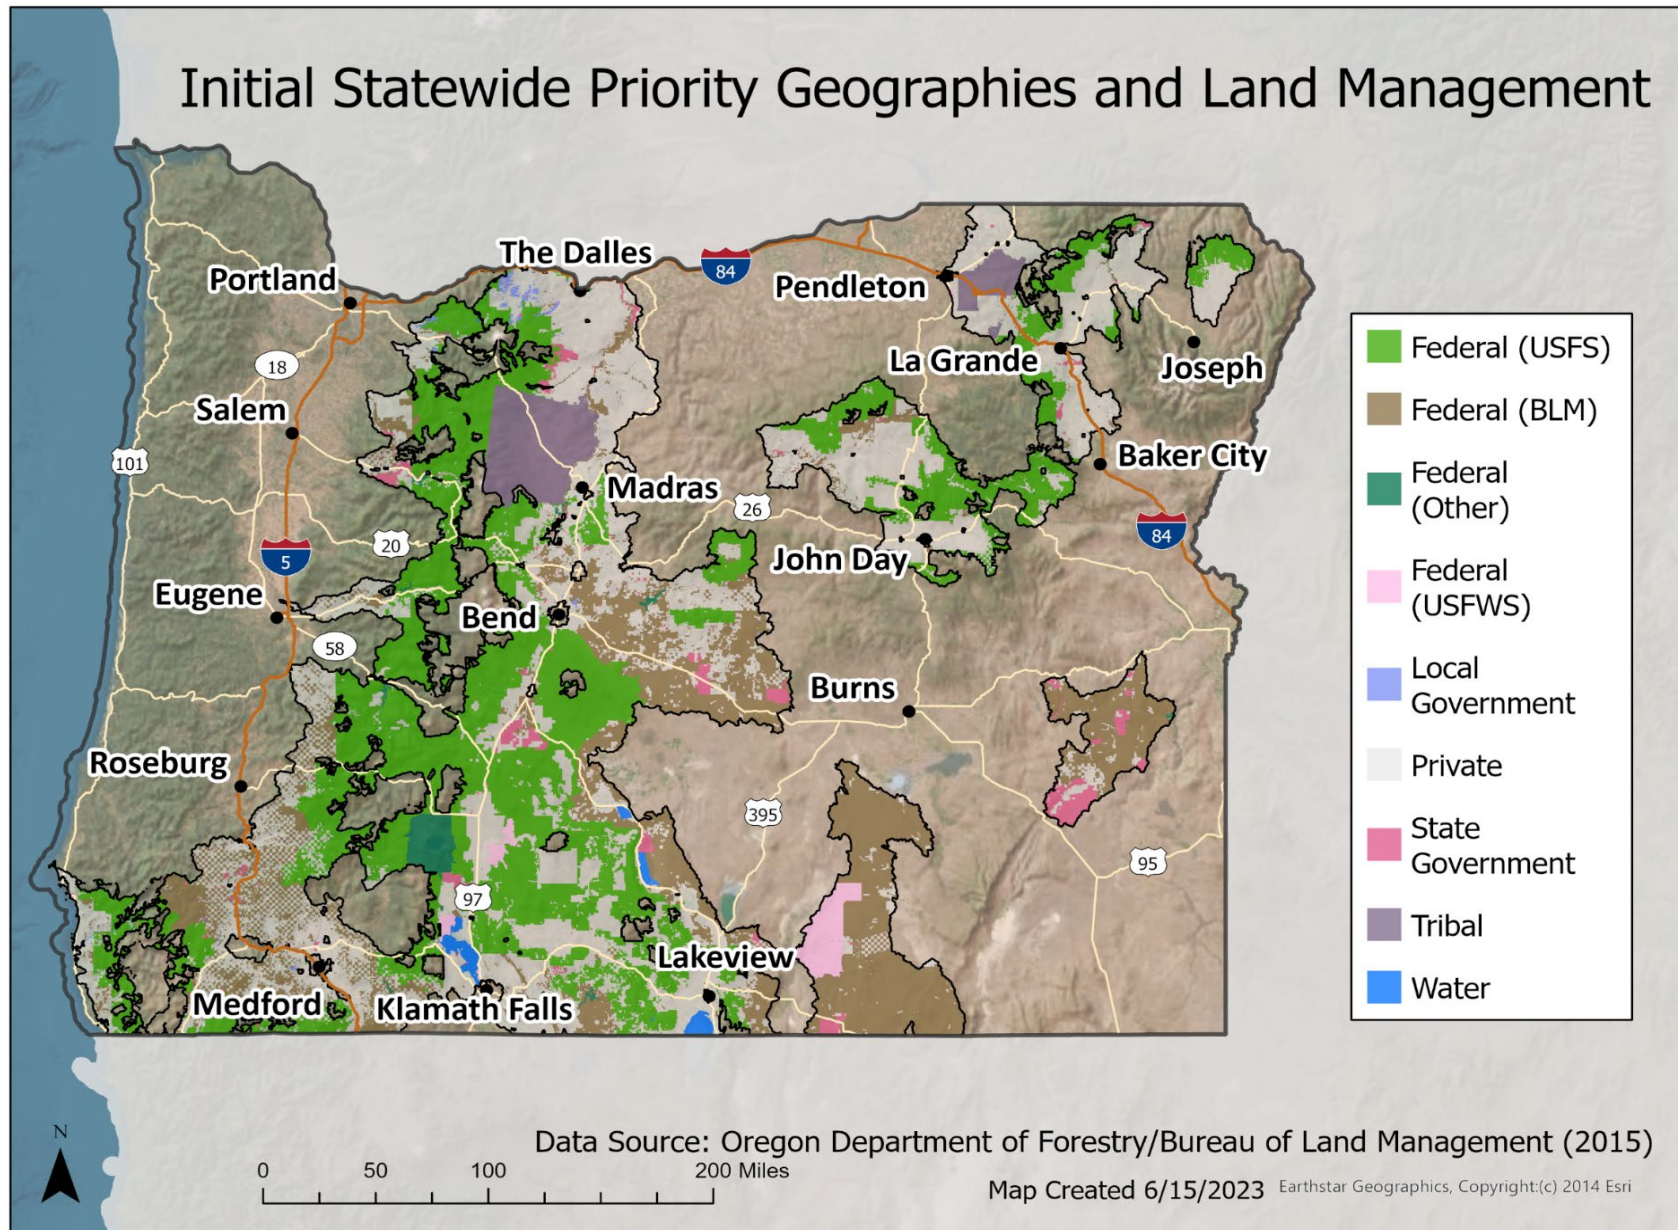 Initial Statewide Priority Geographies and Land Management
The Dalles
84
Portland
Pendleton
18
La Grande
Joseph
Salem
101
Baker City
Madras
26
20
84
5
John Day
Eugene
Bend
58
Burns
Roseburg
395
95
97
Lakeview
Medford
Klamath Falls
Federal (USFS)
Federal (BLM)
Federal
(Other)
Federal
(USFWS)
Local
Government
Private
State
Government
Tribal
Water
N
0 50 100 200 Miles
Data Source: Oregon Department of Forestry/Bureau of Land Management (2015)
Map Created 6/15/2023
Earthstar Geographics, Copyright:(c) 2014 Esri